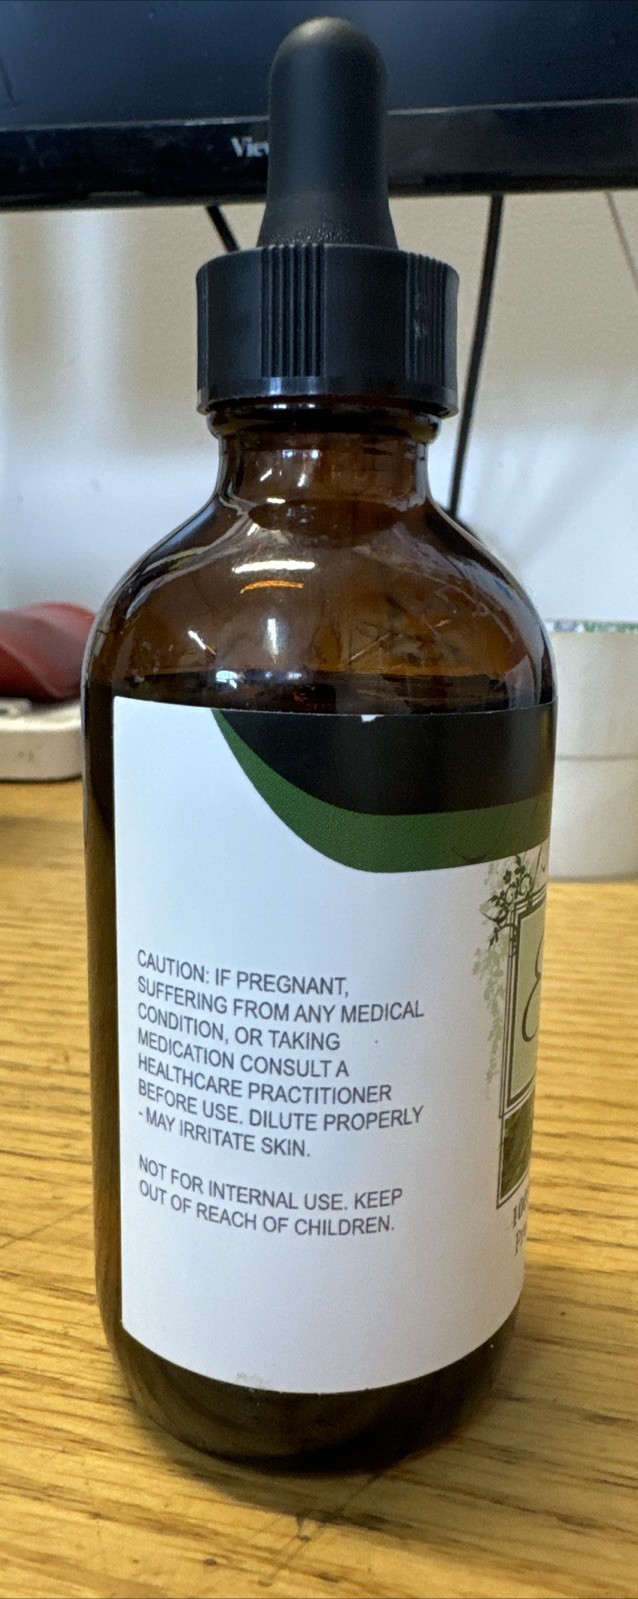 CAUTION: IF PREGNANT,
SUFFERING FROM ANY MEDICAL
CONDITION, OR TAKING
MEDICATION CONSULT A
HEALTHCARE PRACTITIONER
BEFORE USE. DILUTE PROPERLY
- MAY IRRITATE SKIN.
NOT FOR INTERNAL USE. KEEP
OUT OF REACH OF CHILDREN.